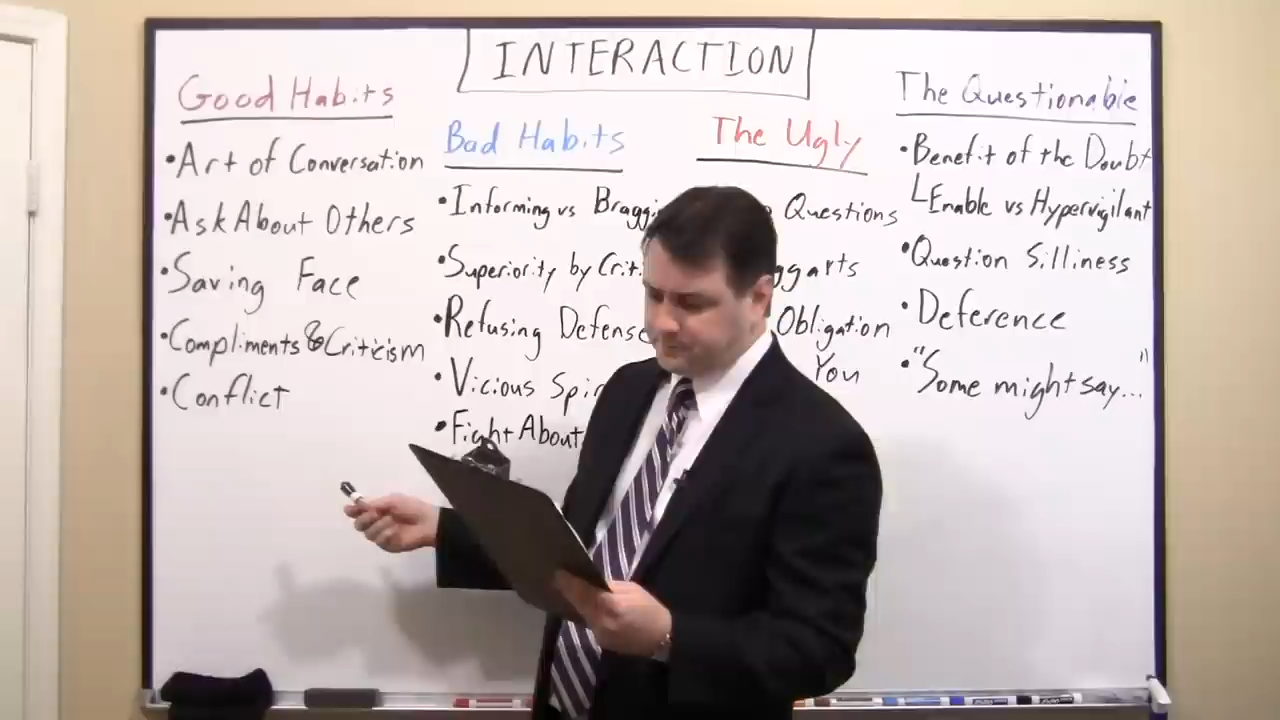 INTERACTION
Good Habits
•Art of Conversation
•Ask About Others
•Saving Face
•Compliments & Criticism
•Conflict
Bad Habits
•Informing vs
•Superiority by
•Refusing
•Vicious
•Fight About
The Ugly
Questions
Obligation
You
The Questionable
•Benefit of the Doubt
Enable vs Hypervigilant
•Question Silliness
•Deference
•"Some might say..."